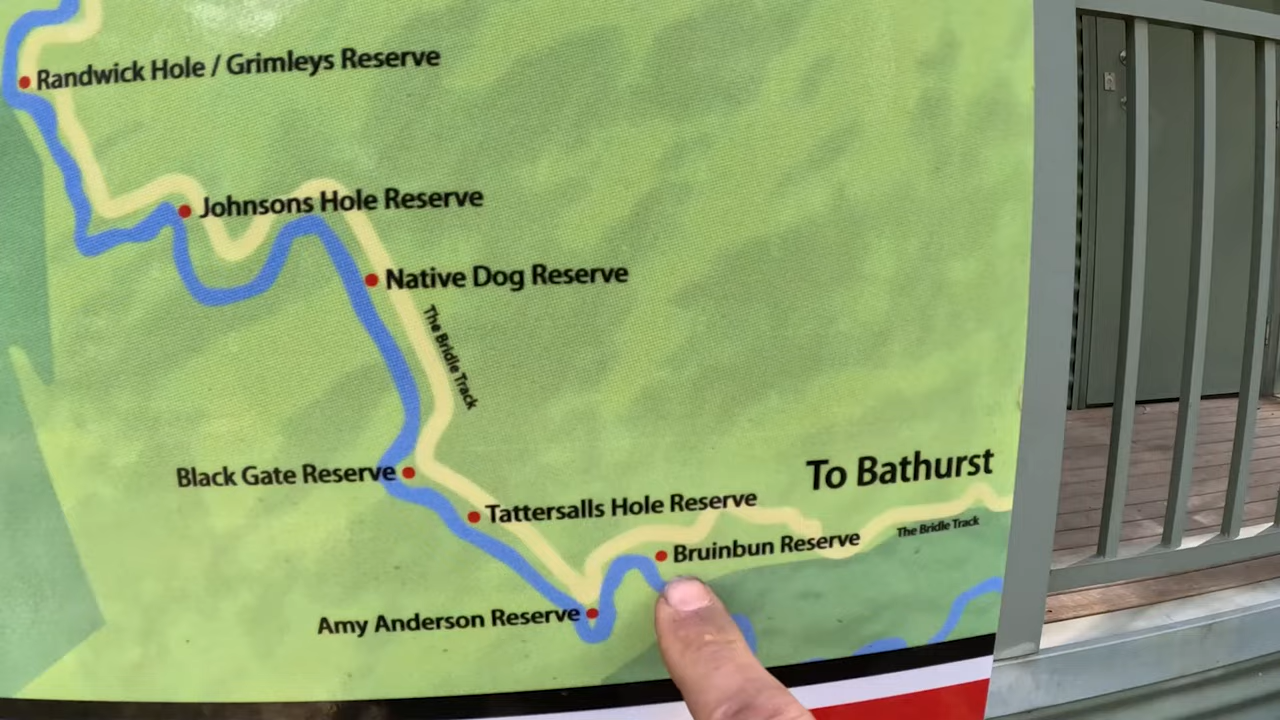 Randwick Hole / Grimleys Reserve
Johnsons Hole Reserve
Native Dog Reserve
The Bridle Track
Black Gate Reserve
To Bathurst
Tattersalls Hole Reserve
The Bridle Track
Bruinbun Reserve
Amy Anderson Reserve